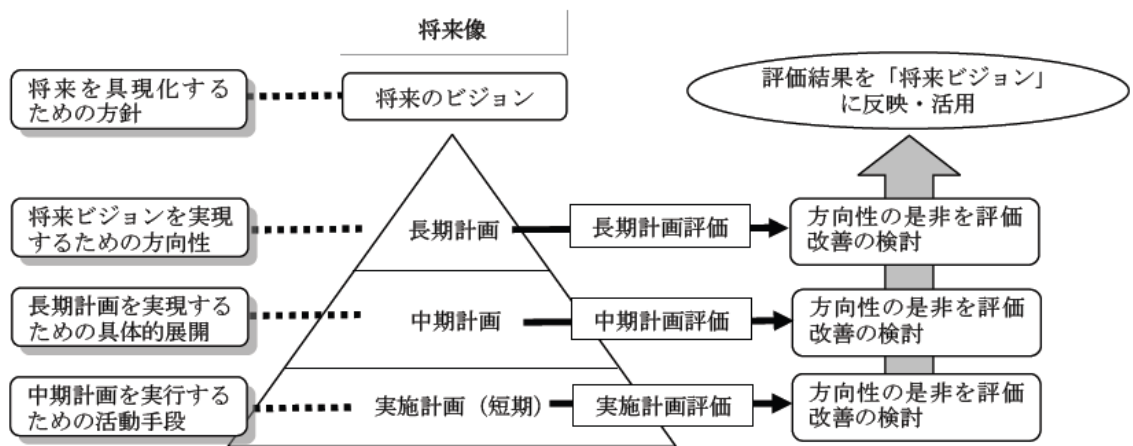 将来像
将来を具現化する
ための方針
将来のビジョン
評価結果を「将来ビジョン」
に反映・活用
将来ビジョンを実現
するための方向性
長期計画
長期計画評価
方向性の是非を評価
改善の検討
長期計画を実現する
ための具体的展開
中期計画
中期計画評価
方向性の是非を評価
改善の検討
中期計画を実行する
ための活動手段
実施計画（短期）
実施計画評価
方向性の是非を評価
改善の検討